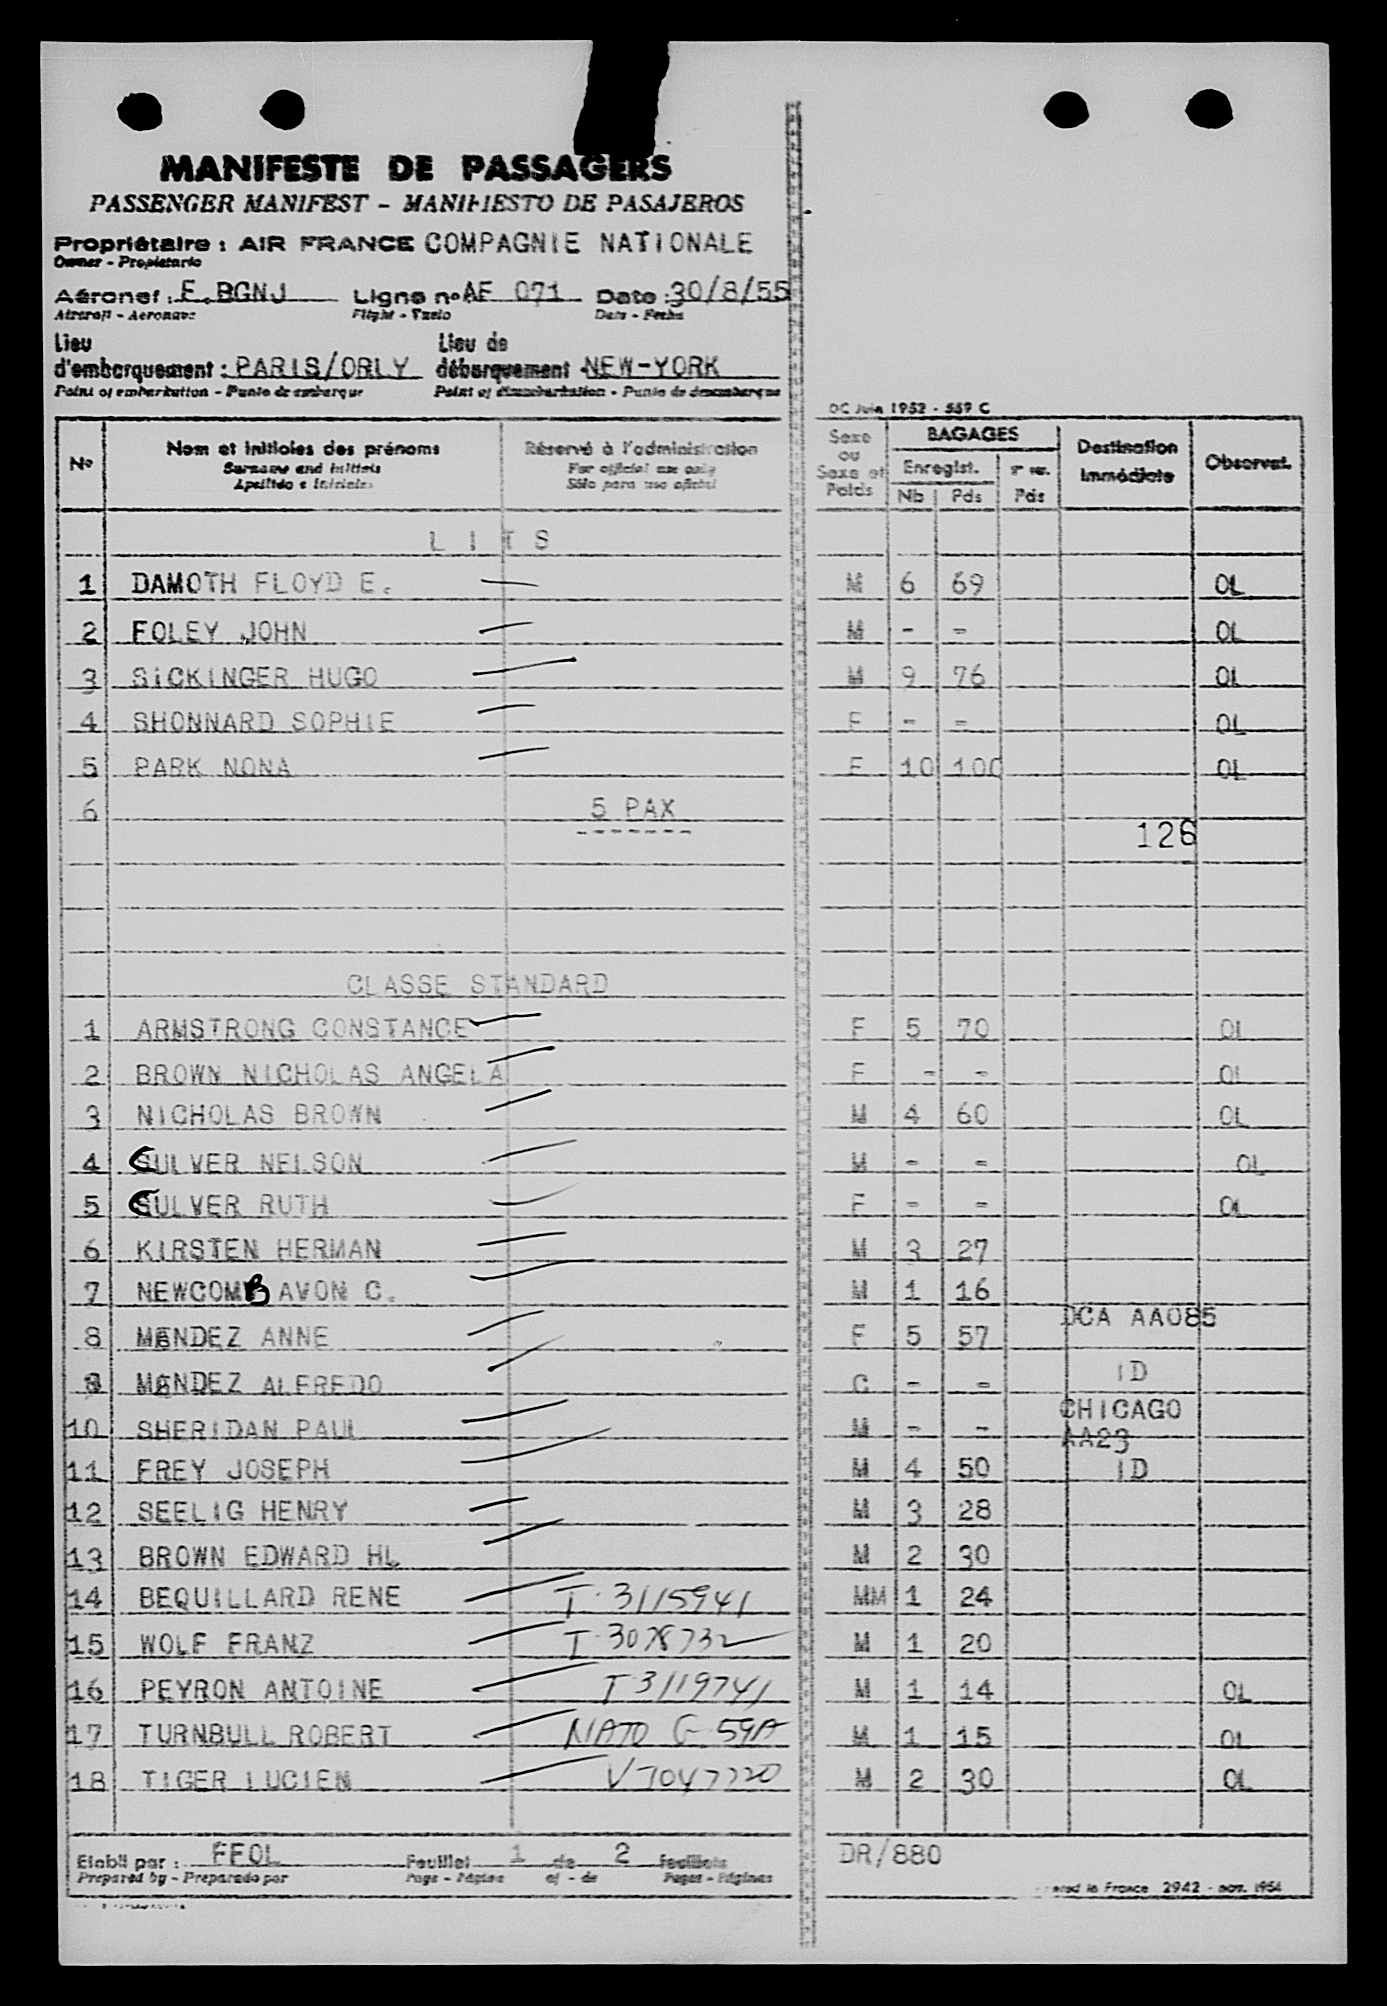 MANIFESTE DE PASSAGERS
PASSENGER MANIFEST - MANIFIESTO DE PASAJEROS
Propriétaire : AIR FRANCE COMPAGNIE NATIONALE
Owner - Propietario
Aéronef : F.BGNJ Ligne nº AF 071 Date : 30/8/55
Aircraft - Aeronave Flight - Vuelo Date - Fecha
Lieu d'embarquement : PARIS/ORLY Lieu de débarquement NEW-YORK
Point of embarkation - Punto de embarque Point of disembarkation - Punto de desembarque
OC Juin 1952 - 559 C
Nº Nom et initiales des prénoms Réservé à l'administration Sexe ou Sexe et Poids BAGAGES Enregist. Nb Pds Pds Destination Immédiate Observat.
Surname and initials For official use only
Apellido e iniciales Sólo para uso oficial
LITS
1 DAMOTH FLOYD E. M 6 69 OL
2 FOLEY JOHN M - - OL
3 SICKINGER HUGO M 9 76 OL
4 SHONNARD SOPHIE F - - OL
5 PARK NONA F 10 100 OL
6 5 PAX
126
CLASSE STANDARD
1 ARMSTRONG CONSTANCE F 5 70 OL
2 BROWN NICHOLAS ANGELA F - - OL
3 NICHOLAS BROWN M 4 60 OL
4 CULVER NELSON M - - OL
5 CULVER RUTH F - - OL
6 KIRSTEN HERMAN M 3 27
7 NEWCOMB AVON C. M 1 16
8 MENDEZ ANNE F 5 57 DCA AA085
9 MENDEZ ALFREDO C - - ID
10 SHERIDAN PAUL M - - CHICAGO AA23
11 FREY JOSEPH M 4 50 ID
12 SEELIG HENRY M 3 28
13 BROWN EDWARD HL M 2 30
14 BEQUILLARD RENE T-3115941 MM 1 24
15 WOLF FRANZ T-3078732 M 1 20
16 PEYRON ANTOINE T-3119741 M 1 14 OL
17 TURNBULL ROBERT NATO G-59A M 1 15 OL
18 TIGER LUCIEN V7047220 M 2 30 OL
Etabli par : FFOL Feuillet 1 de 2 feuillets DR/880
Prepared by - Preparado por Page - Página of - de Pages - Páginas
in France 2942 - nov. 1954